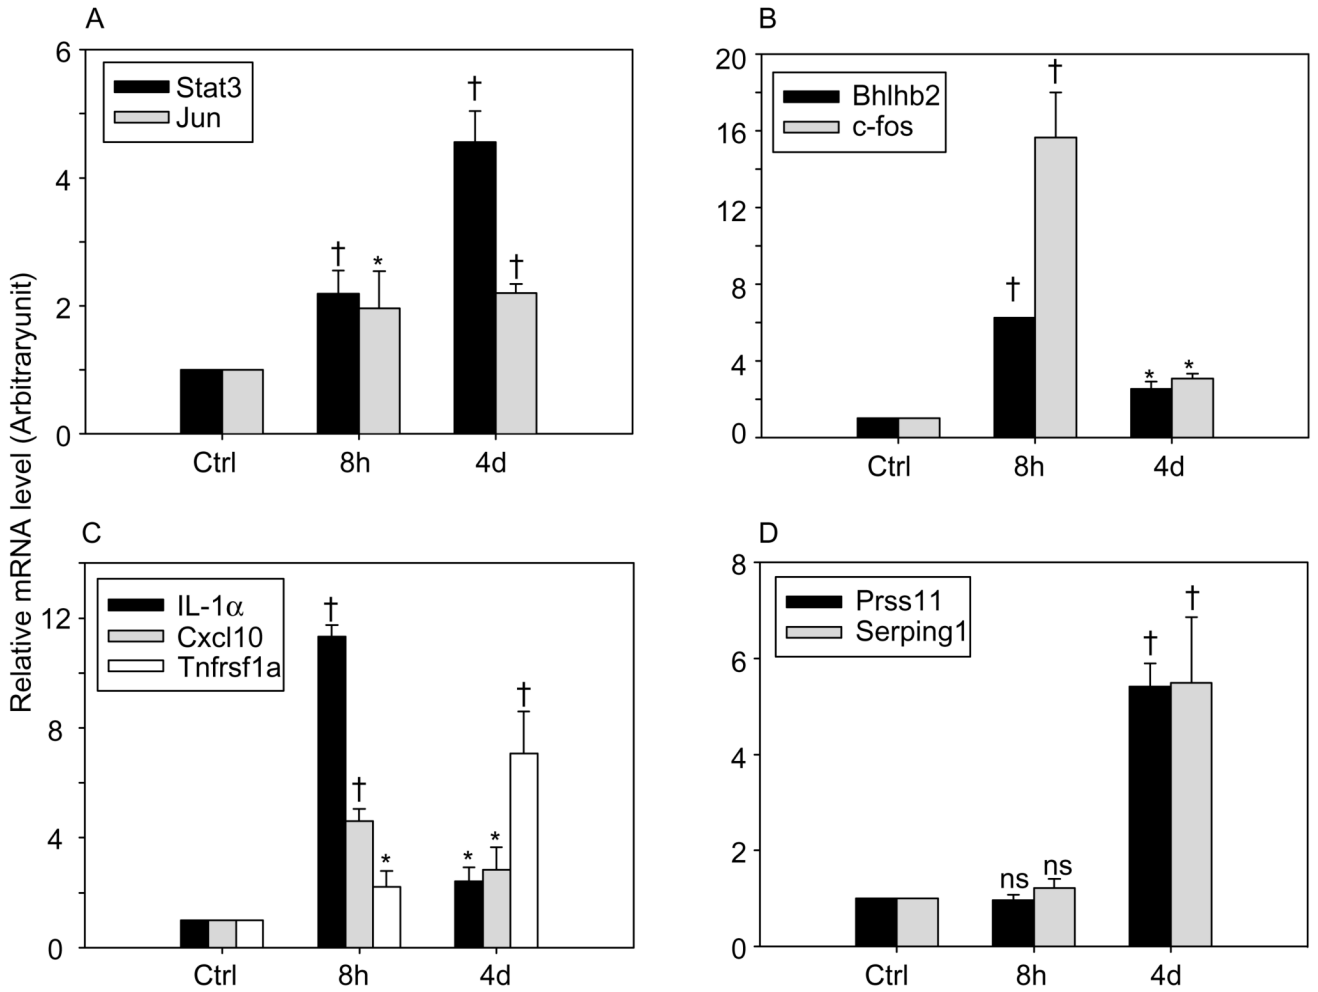 Relative mRNA level (Arbitraryunit)
A
6
4
2
0
Stat3
Jun
†
*
†
†
Ctrl
8h
4d
B
20
16
12
8
4
0
Bhlhb2
c-fos
†
†
*
*
Ctrl
8h
4d
C
12
8
4
0
IL-1α
Cxcl10
Tnfrsf1a
†
†
*
*
*
†
Ctrl
8h
4d
D
8
6
4
2
0
Prss11
Serping1
ns
ns
†
†
Ctrl
8h
4d